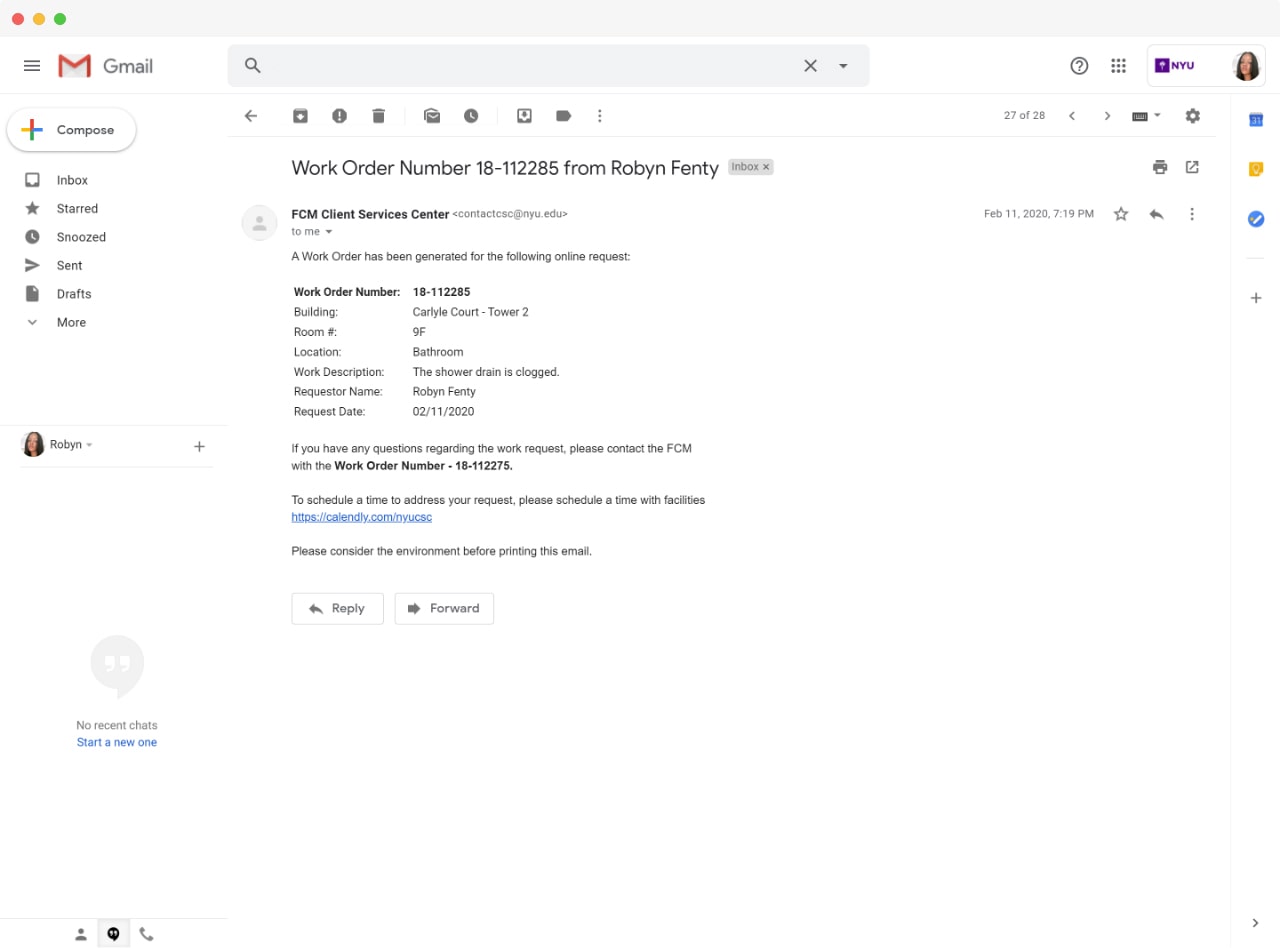 Gmail
NYU
Compose
27 of 28
31
Work Order Number 18-112285 from Robyn Fenty Inbox ×
Inbox
Starred
Snoozed
Sent
Drafts
More
FCM Client Services Center <contactcsc@nyu.edu> Feb 11, 2020, 7:19 PM
to me
A Work Order has been generated for the following online request:
Work Order Number: 18-112285
Building: Carlyle Court - Tower 2
Room #: 9F
Location: Bathroom
Work Description: The shower drain is clogged.
Requestor Name: Robyn Fenty
Request Date: 02/11/2020
Robyn
If you have any questions regarding the work request, please contact the FCM
with the Work Order Number - 18-112275.
To schedule a time to address your request, please schedule a time with facilities
https://calendly.com/nyucsc
Please consider the environment before printing this email.
Reply Forward
No recent chats
Start a new one